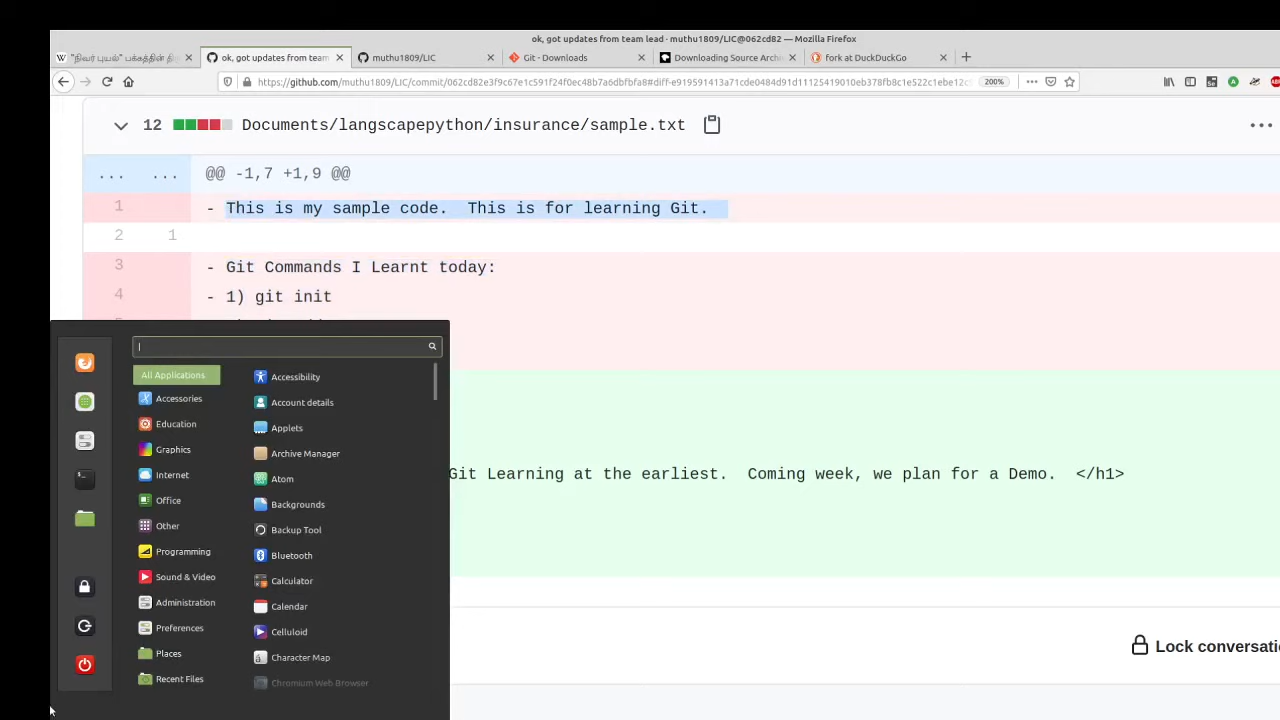 ok, got updates from team lead · muthu1809/LIC@062cd82 — Mozilla Firefox
ok, got updates from team
muthu1809/LIC
Git - Downloads
Downloading Source Archi
fork at DuckDuckGo
200%
12 Documents/langscapepython/insurance/sample.txt
... ... @@ -1,7 +1,9 @@
1 - This is my sample code.  This is for learning Git.
2 1
3 - Git Commands I Learnt today:
4 - 1) git init
Git Learning at the earliest.  Coming week, we plan for a Demo.  </h1>
Lock conversati
All Applications
Accessories
Education
Graphics
Internet
Office
Other
Programming
Sound & Video
Administration
Preferences
Places
Recent Files
Accessibility
Account details
Applets
Archive Manager
Atom
Backgrounds
Backup Tool
Bluetooth
Calculator
Calendar
Celluloid
Character Map
Chromium Web Browser